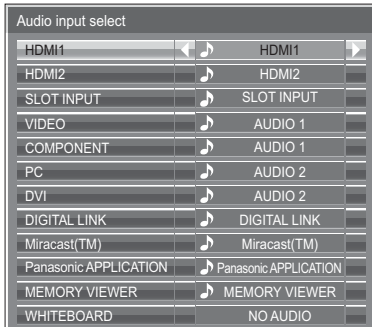 Audio input select
HDMI1 HDMI1
HDMI2 HDMI2
SLOT INPUT SLOT INPUT
VIDEO AUDIO 1
COMPONENT AUDIO 1
PC AUDIO 2
DVI AUDIO 2
DIGITAL LINK DIGITAL LINK
Miracast(TM) Miracast(TM)
Panasonic APPLICATION Panasonic APPLICATION
MEMORY VIEWER MEMORY VIEWER
WHITEBOARD NO AUDIO